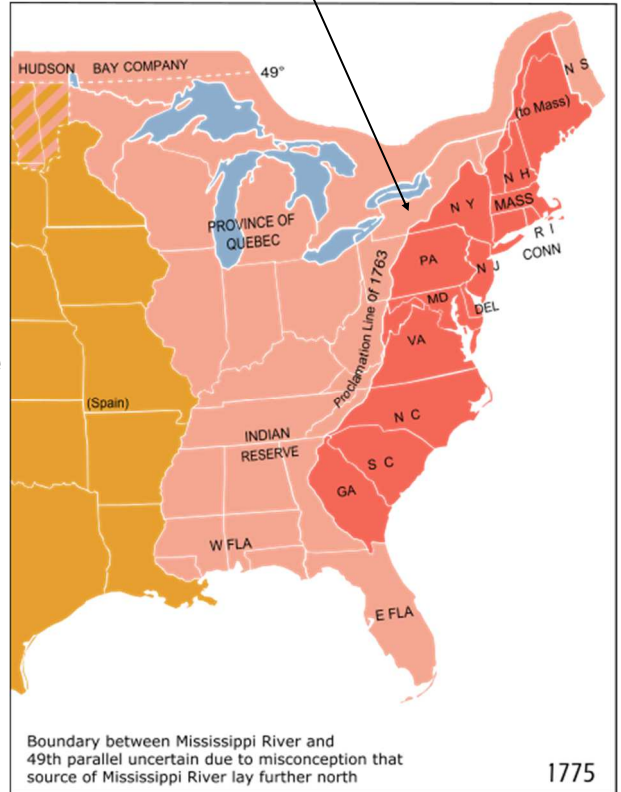 HUDSON BAY COMPANY
49°
N S
(to Mass)
N H
N Y
MASS
R I
CONN
PROVINCE OF
QUEBEC
PA
N J
MD
DEL
Proclamation Line of 1763
VA
(Spain)
N C
INDIAN
RESERVE
S C
GA
W FLA
E FLA
Boundary between Mississippi River and
49th parallel uncertain due to misconception that
source of Mississippi River lay further north
1775